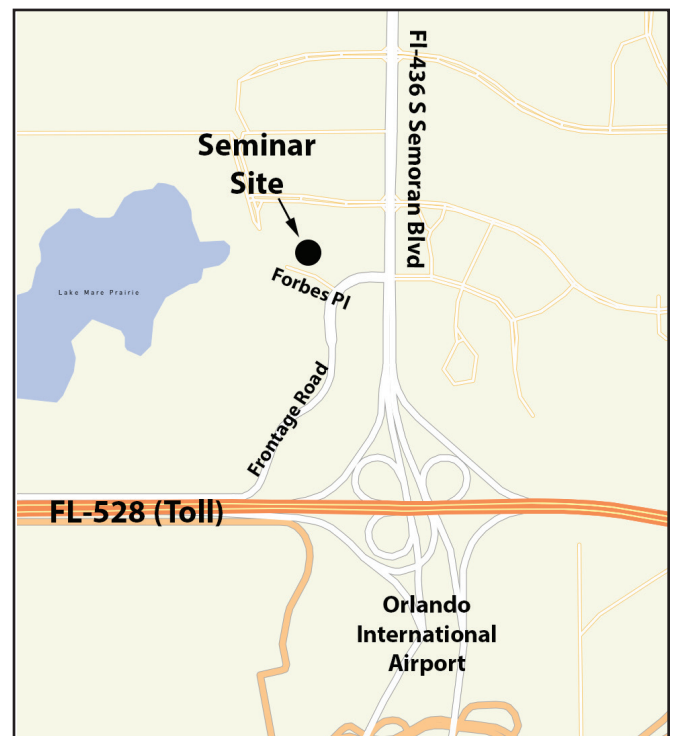 Fl-436 S Semoran Blvd
Seminar
Site
Lake Mare Prairie
Forbes Pl
Frontage Road
FL-528 (Toll)
Orlando
International
Airport